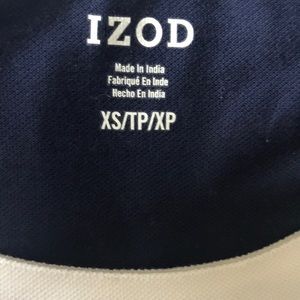 IZOD
Made In India
Fabriqué En Inde
Hecho En India
XS/TP/XP